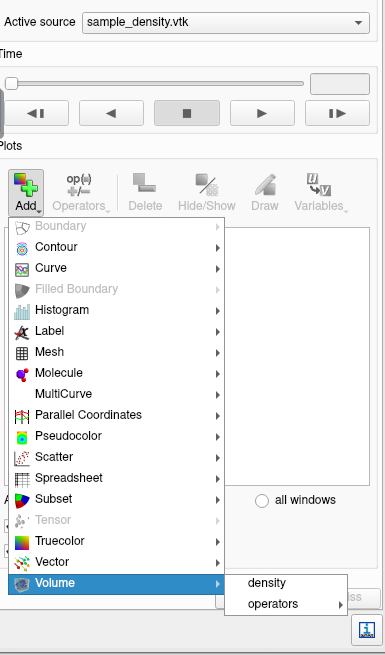 Active source sample_density.vtk
Time
Plots
op(•)
Add Operators Delete Hide/Show Draw Variables
Boundary
Contour
Curve
Filled Boundary
Histogram
Label
Mesh
Molecule
MultiCurve
Parallel Coordinates
Pseudocolor
Scatter
Spreadsheet
Subset all windows
Tensor
Truecolor
Vector
Volume density
operators